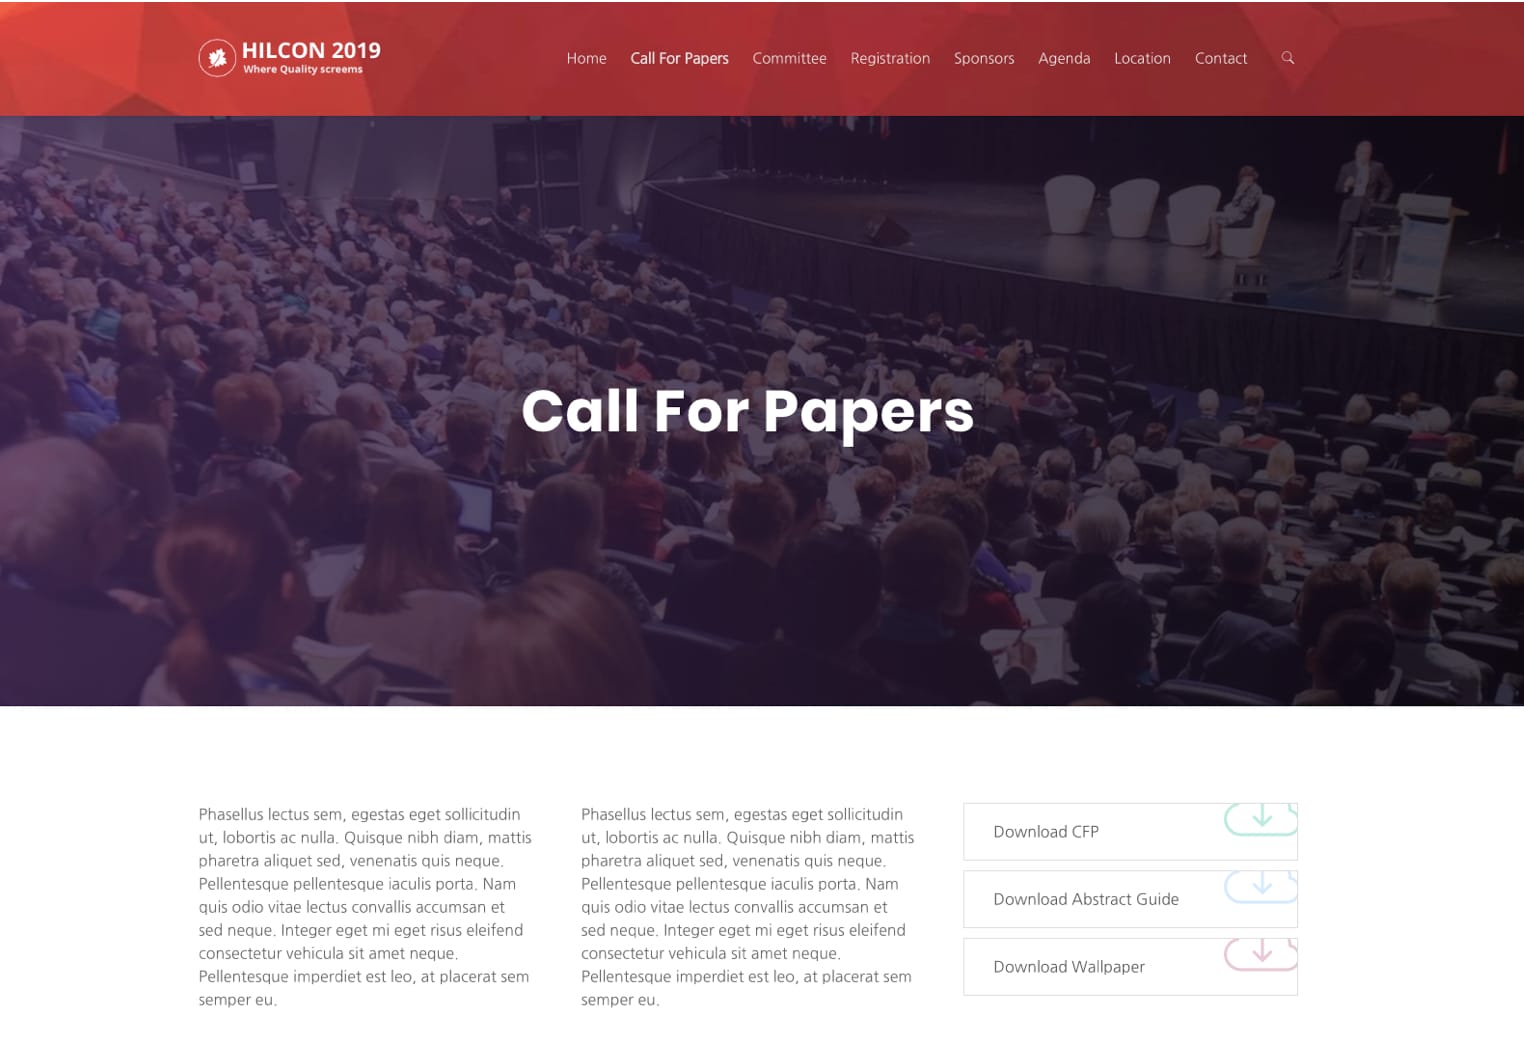 HILCON 2019
Where Quality screems
Home Call For Papers Committee Registration Sponsors Agenda Location Contact
Call For Papers
Phasellus lectus sem, egestas eget sollicitudin
ut, lobortis ac nulla. Quisque nibh diam, mattis
pharetra aliquet sed, venenatis quis neque.
Pellentesque pellentesque iaculis porta. Nam
quis odio vitae lectus convallis accumsan et
sed neque. Integer eget mi eget risus eleifend
consectetur vehicula sit amet neque.
Pellentesque imperdiet est leo, at placerat sem
semper eu.
Phasellus lectus sem, egestas eget sollicitudin
ut, lobortis ac nulla. Quisque nibh diam, mattis
pharetra aliquet sed, venenatis quis neque.
Pellentesque pellentesque iaculis porta. Nam
quis odio vitae lectus convallis accumsan et
sed neque. Integer eget mi eget risus eleifend
consectetur vehicula sit amet neque.
Pellentesque imperdiet est leo, at placerat sem
semper eu.
Download CFP
Download Abstract Guide
Download Wallpaper